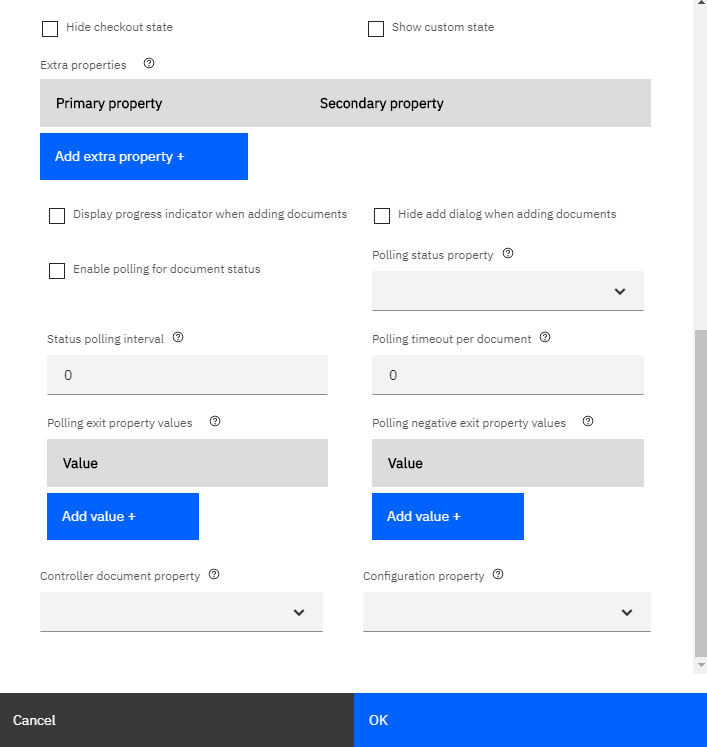 Hide checkout state
Show custom state
Extra properties
Primary property
Secondary property
Add extra property +
Display progress indicator when adding documents
Hide add dialog when adding documents
Enable polling for document status
Polling status property
Status polling interval
Polling timeout per document
0
0
Polling exit property values
Polling negative exit property values
Value
Value
Add value +
Add value +
Controller document property
Configuration property
Cancel
OK